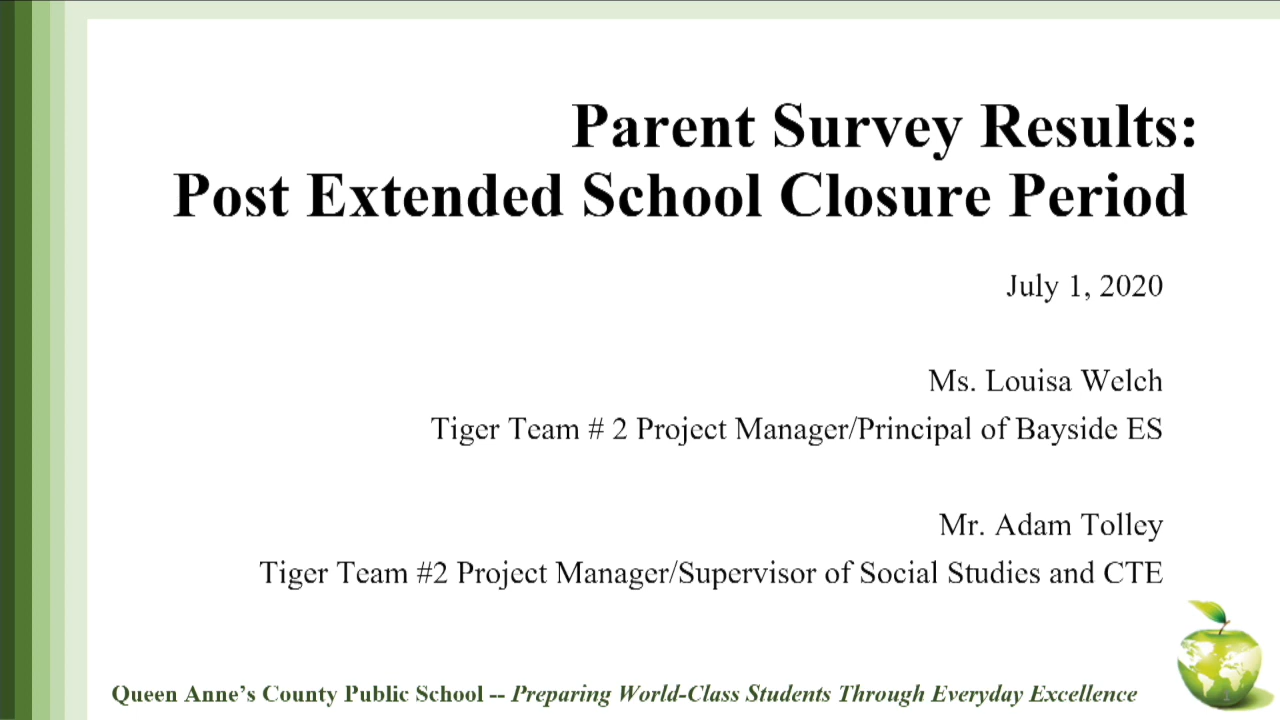 Parent Survey Results:
Post Extended School Closure Period
July 1, 2020
Ms. Louisa Welch
Tiger Team # 2 Project Manager/Principal of Bayside ES
Mr. Adam Tolley
Tiger Team #2 Project Manager/Supervisor of Social Studies and CTE
Queen Anne’s County Public School -- Preparing World-Class Students Through Everyday Excellence
1